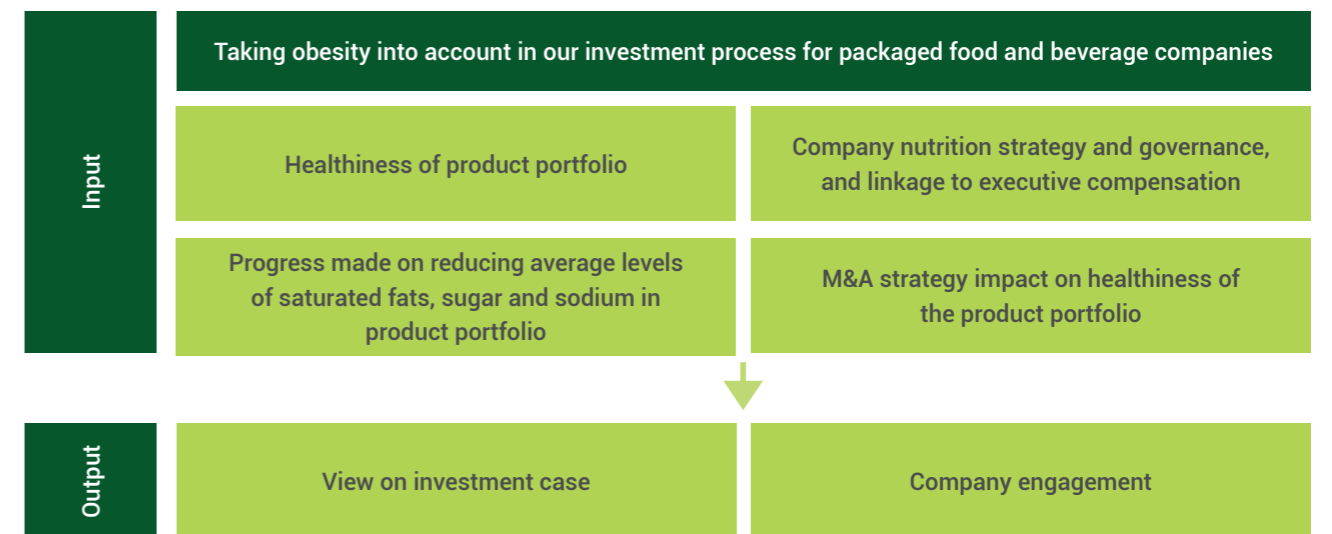 Input
Taking obesity into account in our investment process for packaged food and beverage companies
Healthiness of product portfolio
Company nutrition strategy and governance,
and linkage to executive compensation
Progress made on reducing average levels
of saturated fats, sugar and sodium in
product portfolio
M&A strategy impact on healthiness of
the product portfolio
Output
View on investment case
Company engagement